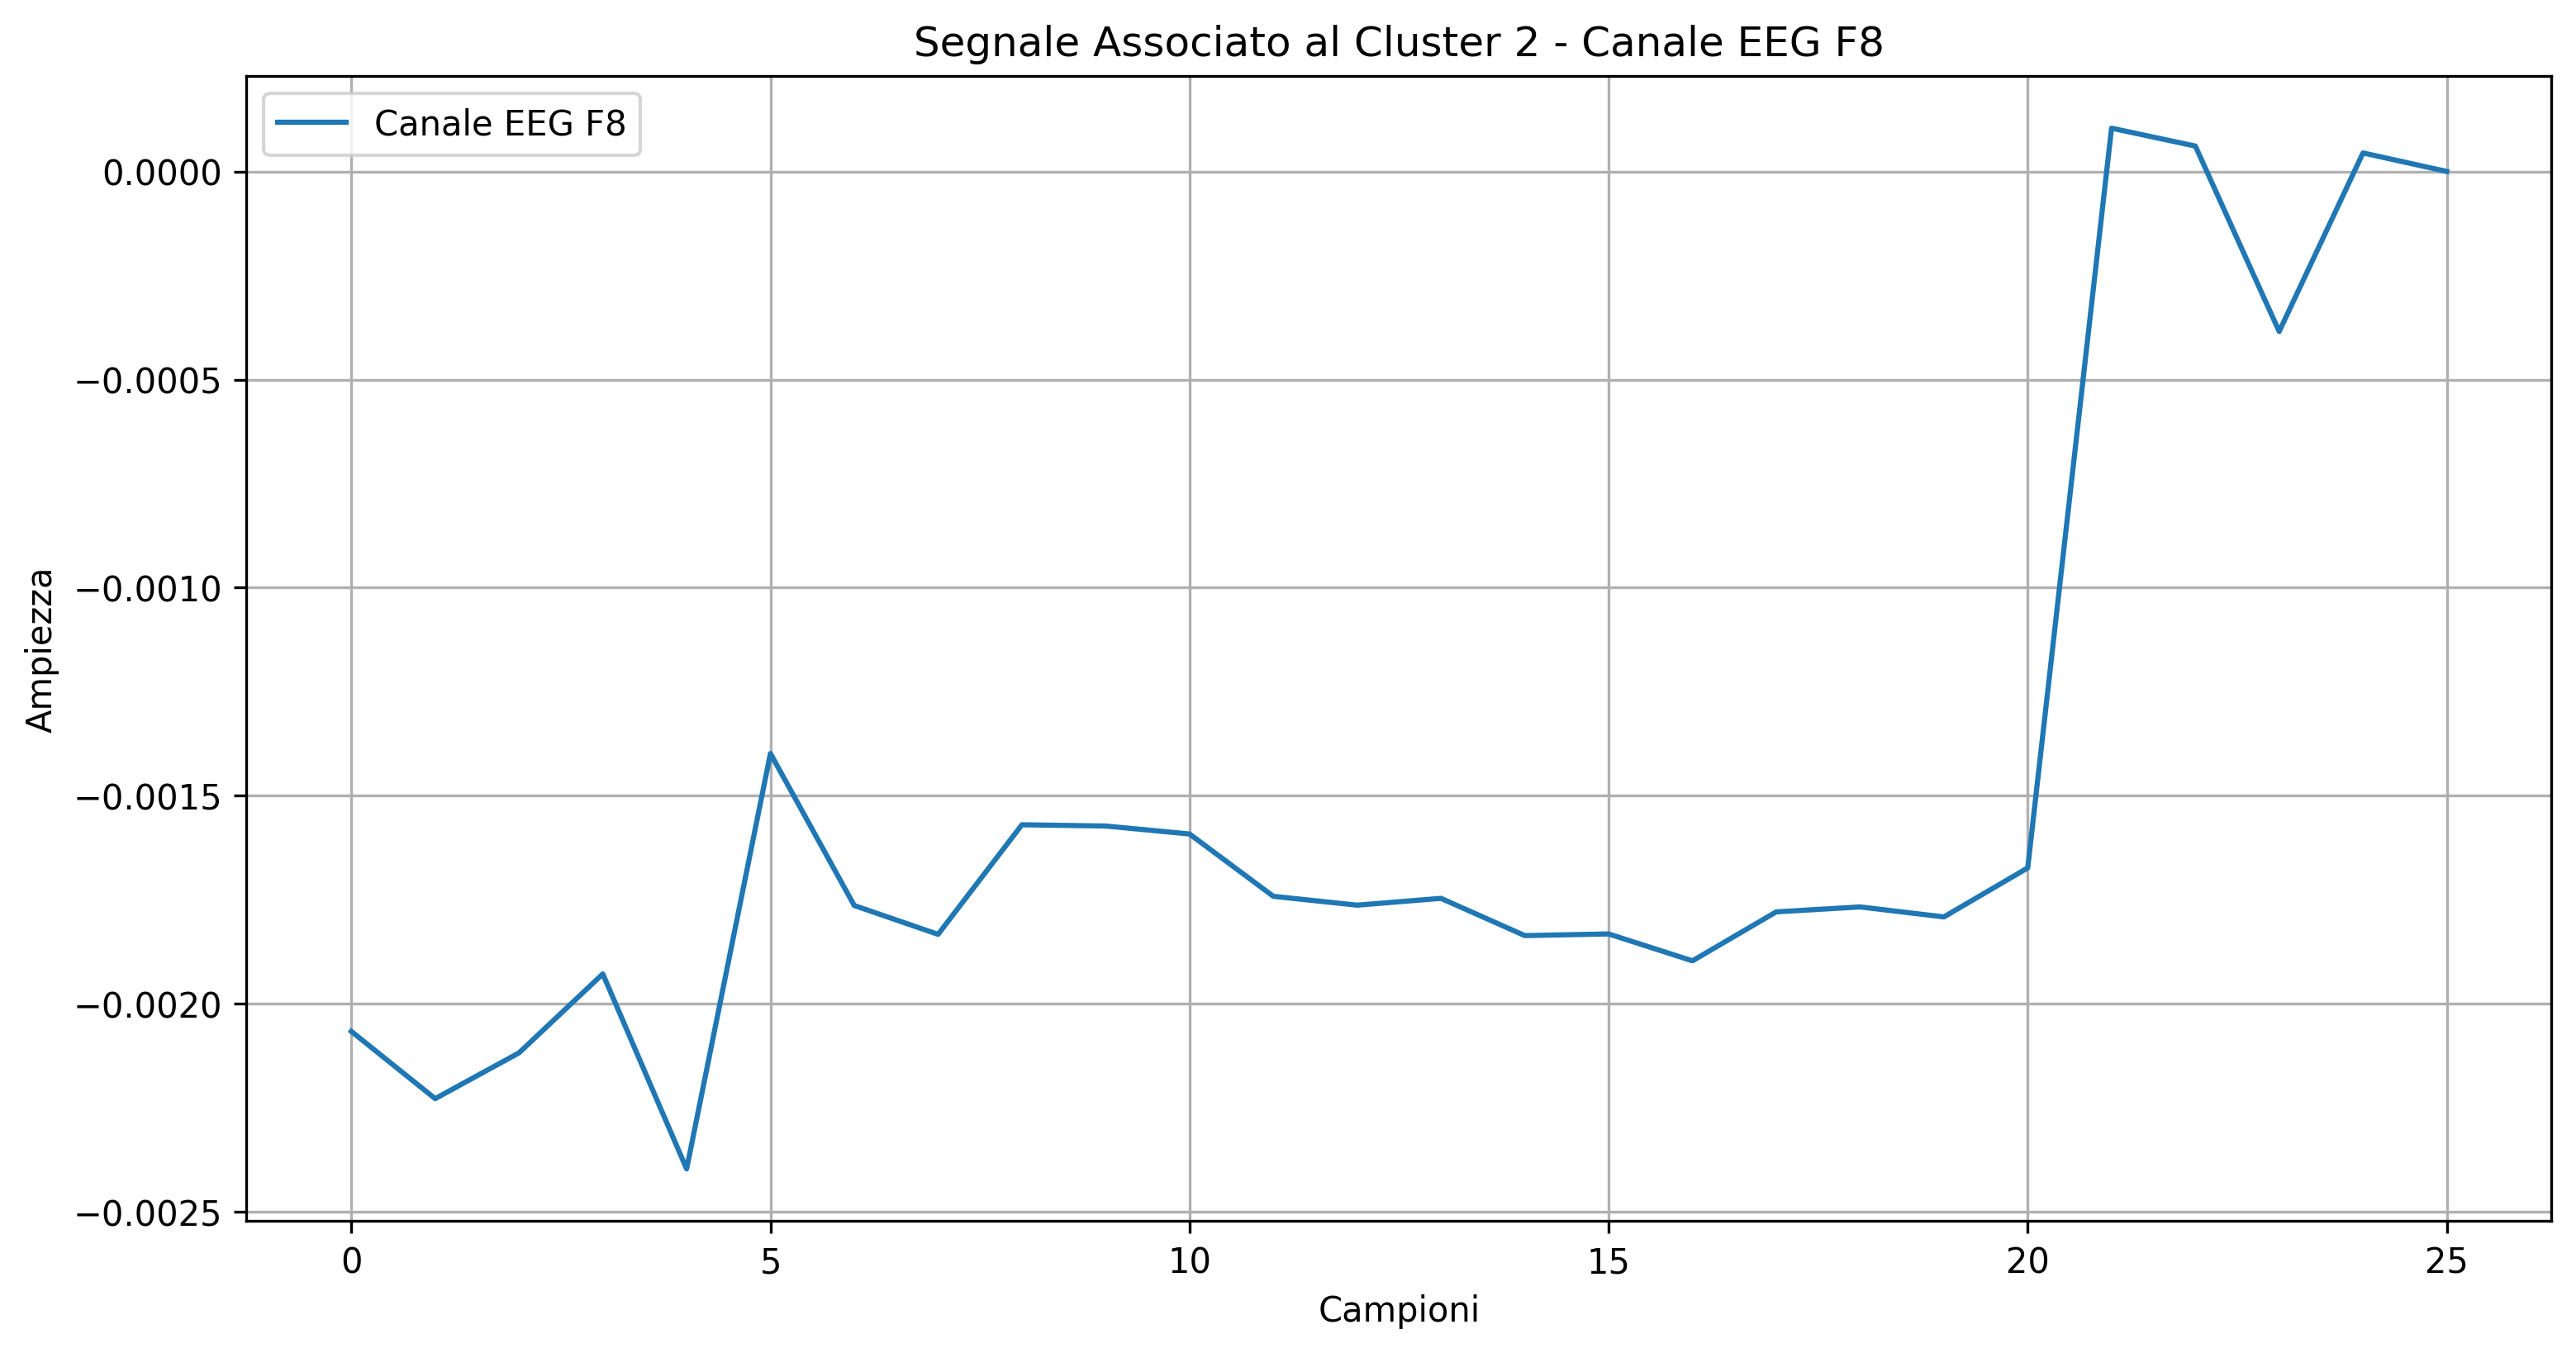 Segnale Associato al Cluster 2 - Canale EEG F8
Canale EEG F8
0.0000
−0.0005
−0.0010
−0.0015
−0.0020
−0.0025
Ampiezza
0 5 10 15 20 25
Campioni